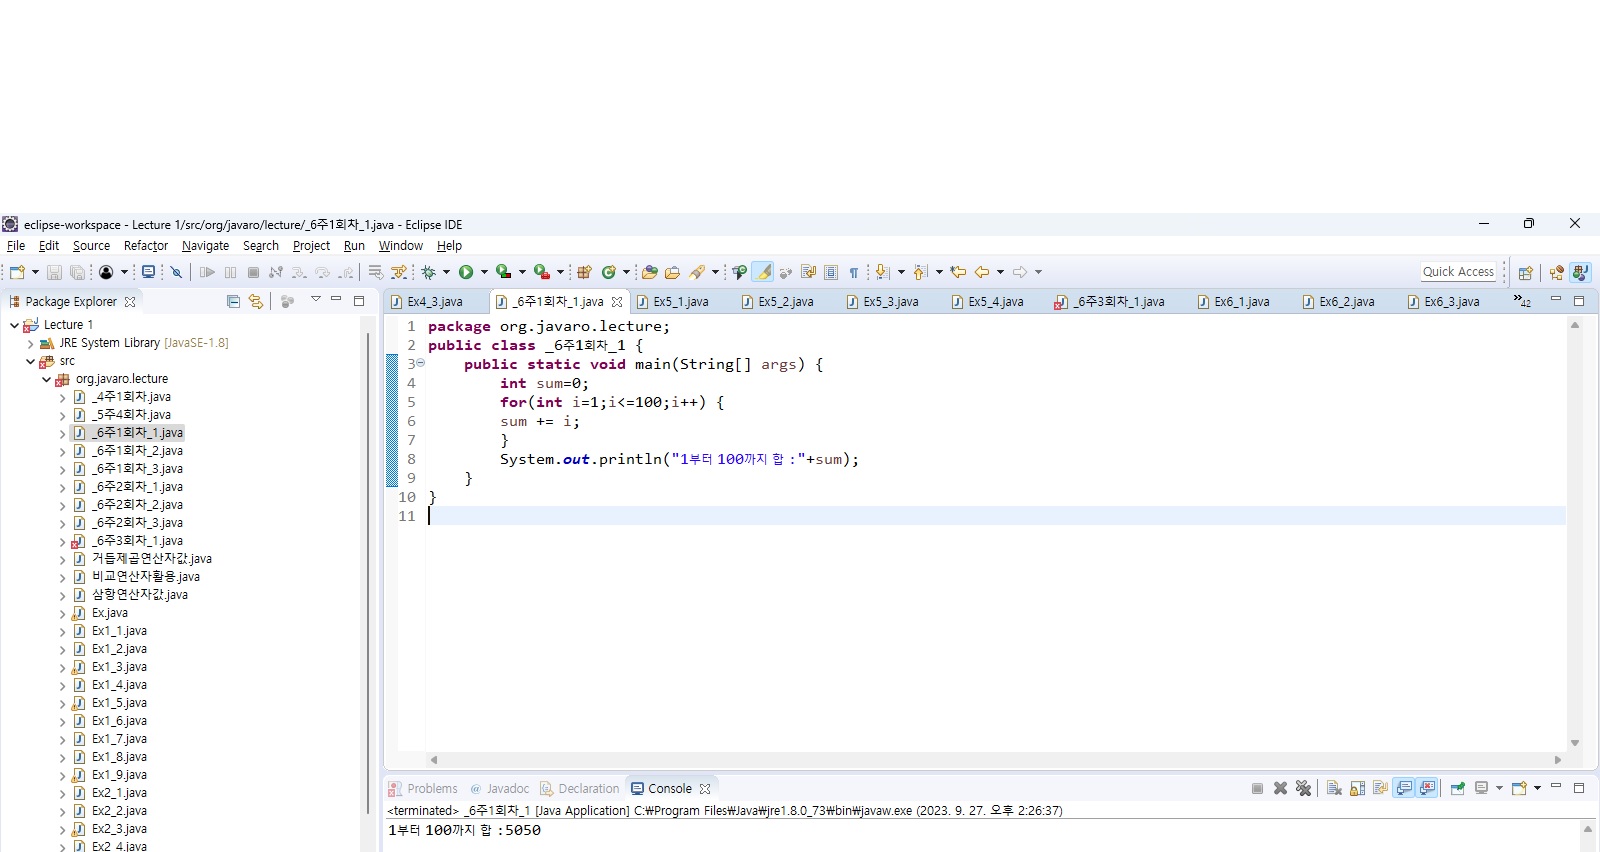 eclipse-workspace - Lecture 1/src/org/javaro/lecture/_6주1회차_1.java - Eclipse IDE
File Edit Source Refactor Navigate Search Project Run Window Help
Quick Access
Package Explorer
Lecture 1
JRE System Library [JavaSE-1.8]
src
org.javaro.lecture
_4주1회차.java
_5주4회차.java
_6주1회차_1.java
_6주1회차_2.java
_6주1회차_3.java
_6주2회차_1.java
_6주2회차_2.java
_6주2회차_3.java
_6주3회차_1.java
거듭제곱연산자값.java
비교연산자활용.java
삼항연산자값.java
Ex.java
Ex1_1.java
Ex1_2.java
Ex1_3.java
Ex1_4.java
Ex1_5.java
Ex1_6.java
Ex1_7.java
Ex1_8.java
Ex1_9.java
Ex2_1.java
Ex2_2.java
Ex2_3.java
Ex2_4.java
Ex4_3.java _6주1회차_1.java Ex5_1.java Ex5_2.java Ex5_3.java Ex5_4.java _6주3회차_1.java Ex6_1.java Ex6_2.java Ex6_3.java »42
1 package org.javaro.lecture;
2 public class _6주1회차_1 {
3 public static void main(String[] args) {
4 int sum=0;
5 for(int i=1;i<=100;i++) {
6 sum += i;
7 }
8 System.out.println("1부터 100까지 합 :"+sum);
9 }
10 }
11
Problems @ Javadoc Declaration Console
<terminated> _6주1회차_1 [Java Application] C:₩Program Files₩Java₩jre1.8.0_73₩bin₩javaw.exe (2023. 9. 27. 오후 2:26:37)
1부터 100까지 합 :5050